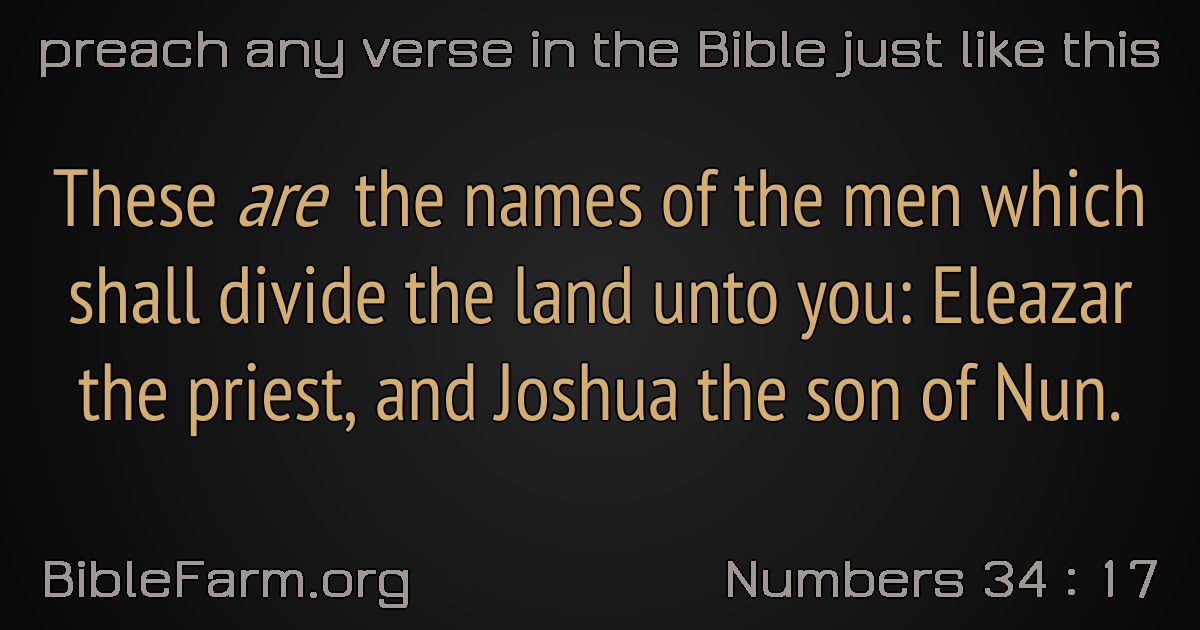 preach any verse in the Bible just like this
These are the names of the men which
shall divide the land unto you: Eleazar
the priest, and Joshua the son of Nun.
BibleFarm.org
Numbers 34 : 17